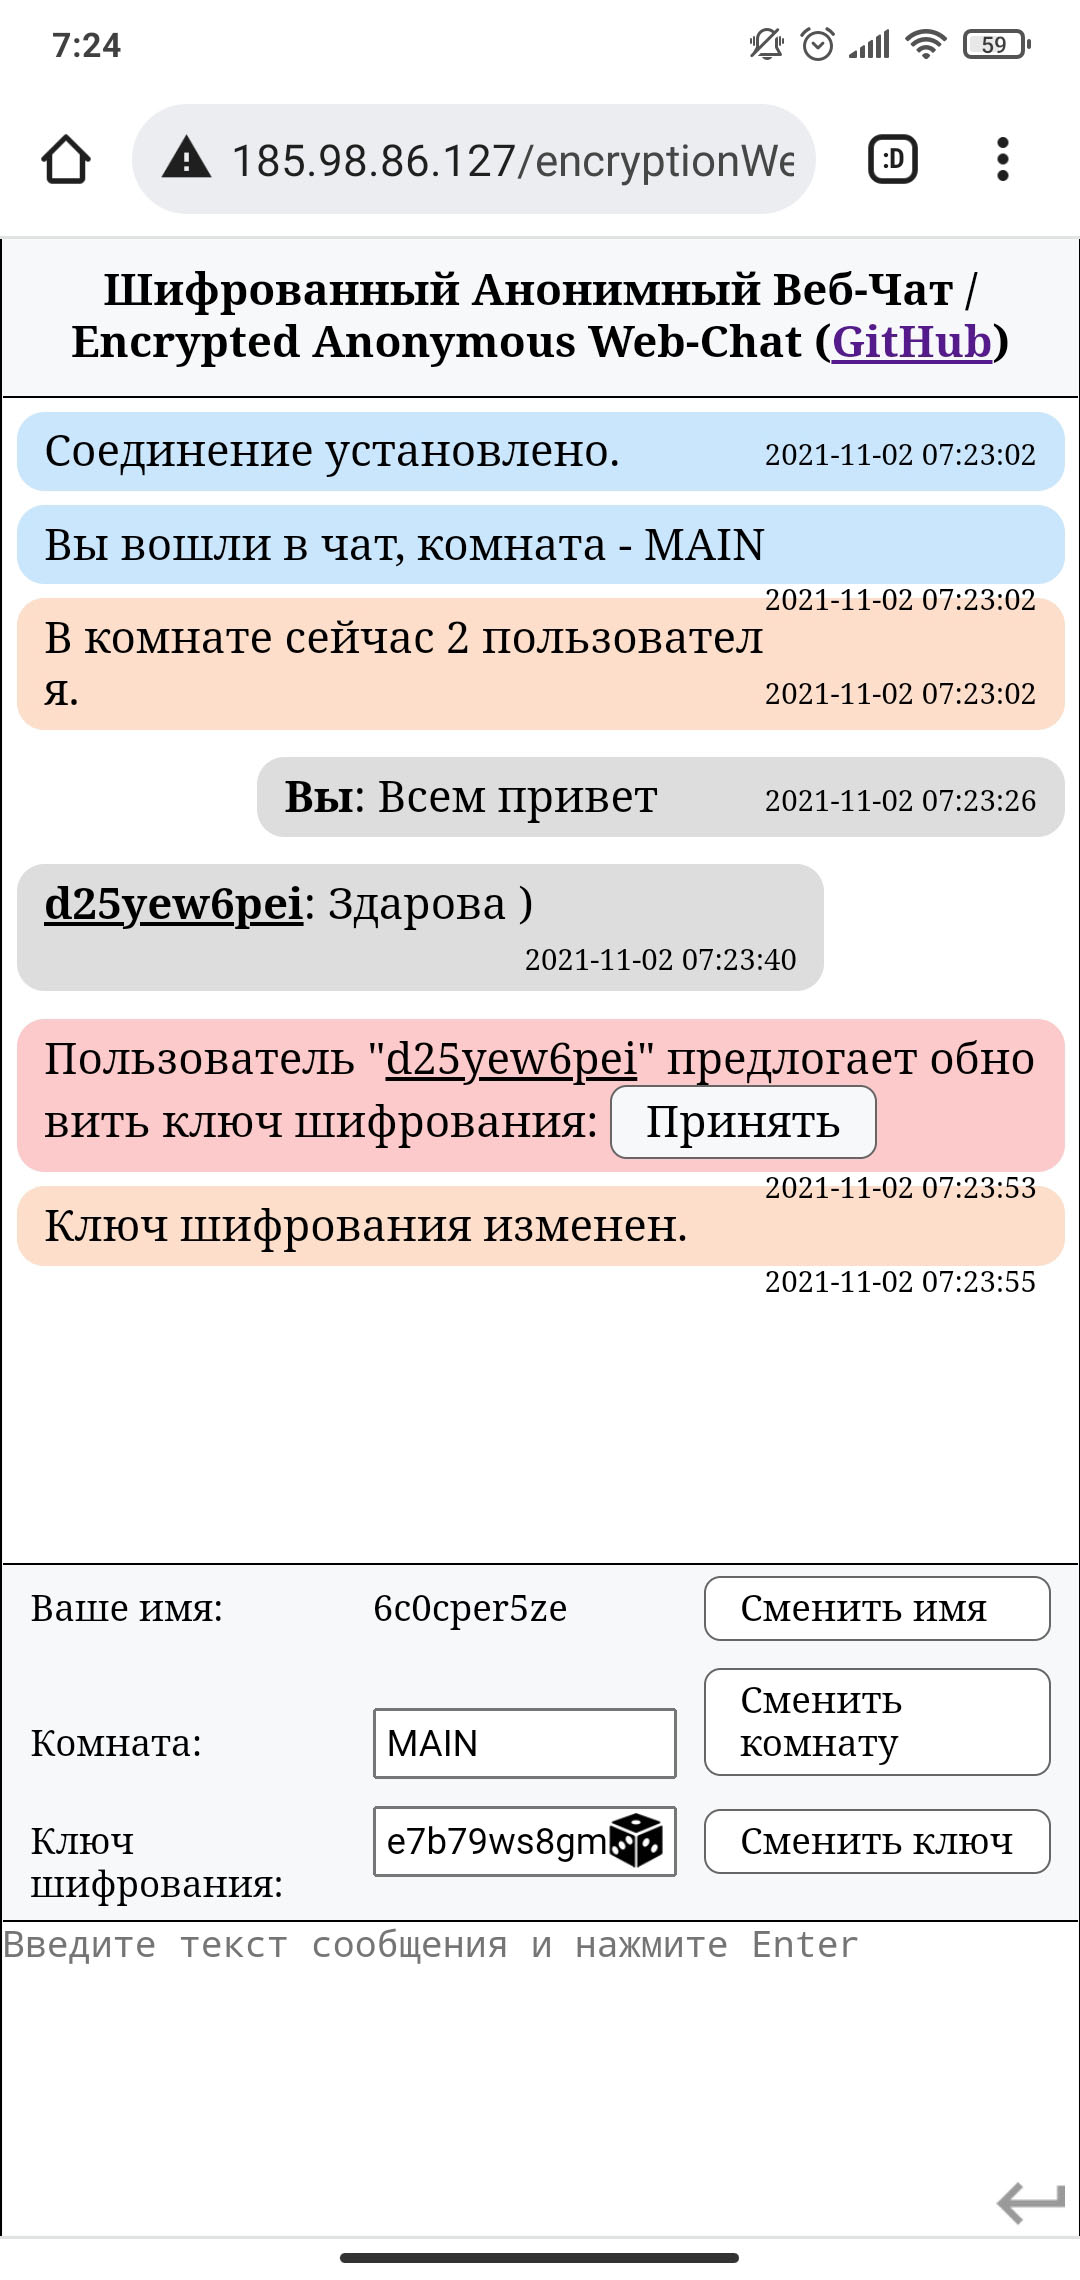 7:24
59
185.98.86.127/encryptionWe
:D
Шифрованный Анонимный Веб-Чат /
Encrypted Anonymous Web-Chat (GitHub)
Соединение установлено.
2021-11-02 07:23:02
Вы вошли в чат, комната - MAIN
2021-11-02 07:23:02
В комнате сейчас 2 пользовател
я.
2021-11-02 07:23:02
Вы: Всем привет
2021-11-02 07:23:26
d25yew6pei: Здарова )
2021-11-02 07:23:40
Пользователь "d25yew6pei" предлогает обно
вить ключ шифрования: Принять
2021-11-02 07:23:53
Ключ шифрования изменен.
2021-11-02 07:23:55
Ваше имя:
6c0cper5ze
Сменить имя
Комната:
MAIN
Сменить
комнату
Ключ
шифрования:
e7b79ws8gm
Сменить ключ
Введите текст сообщения и нажмите Enter